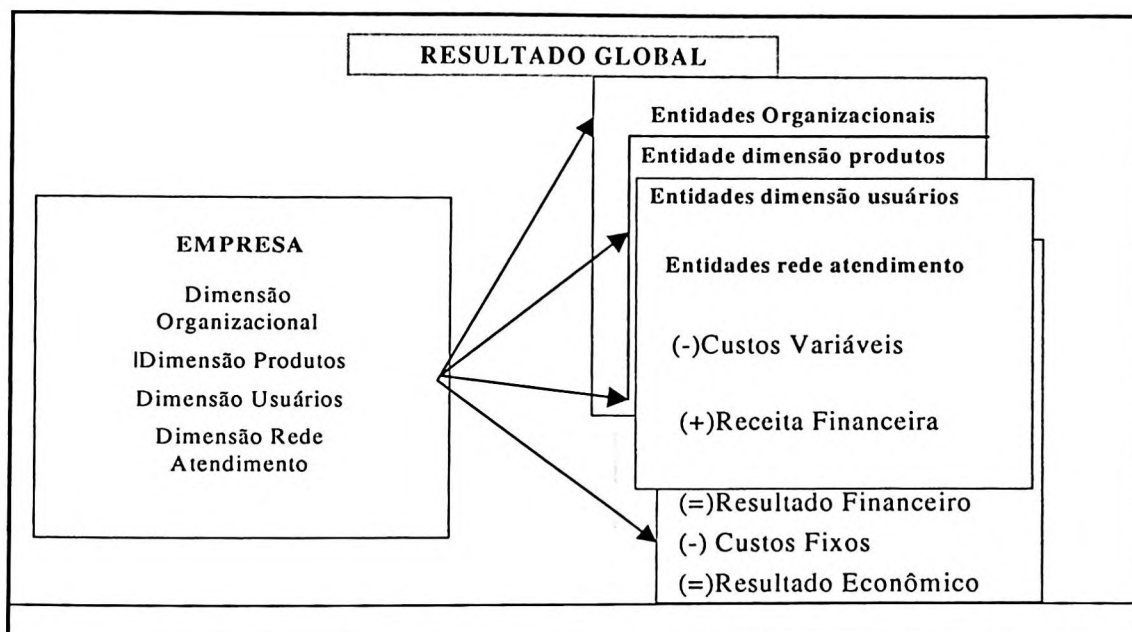 RESULTADO GLOBAL
EMPRESA
Dimensão
Organizacional
lDimensão Produtos
Dimensão Usuários
Dimensão Rede
Atendimento
Entidades Organizacionais
Entidade dimensão produtos
Entidades dimensão usuários
Entidades rede atendimento
(-)Custos Variáveis
(+)Receita Financeira
(=)Resultado Financeiro
(-) Custos Fixos
(=)Resultado Econômico